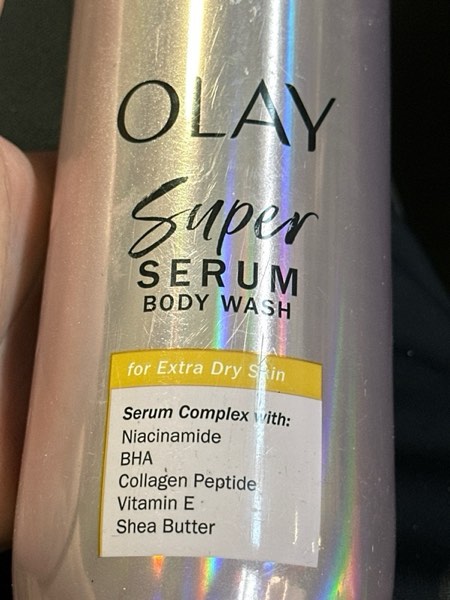 OLAY
Super
SERUM
BODY WASH
for Extra Dry Skin
Serum Complex with:
Niacinamide
BHA
Collagen Peptide
Vitamin E
Shea Butter